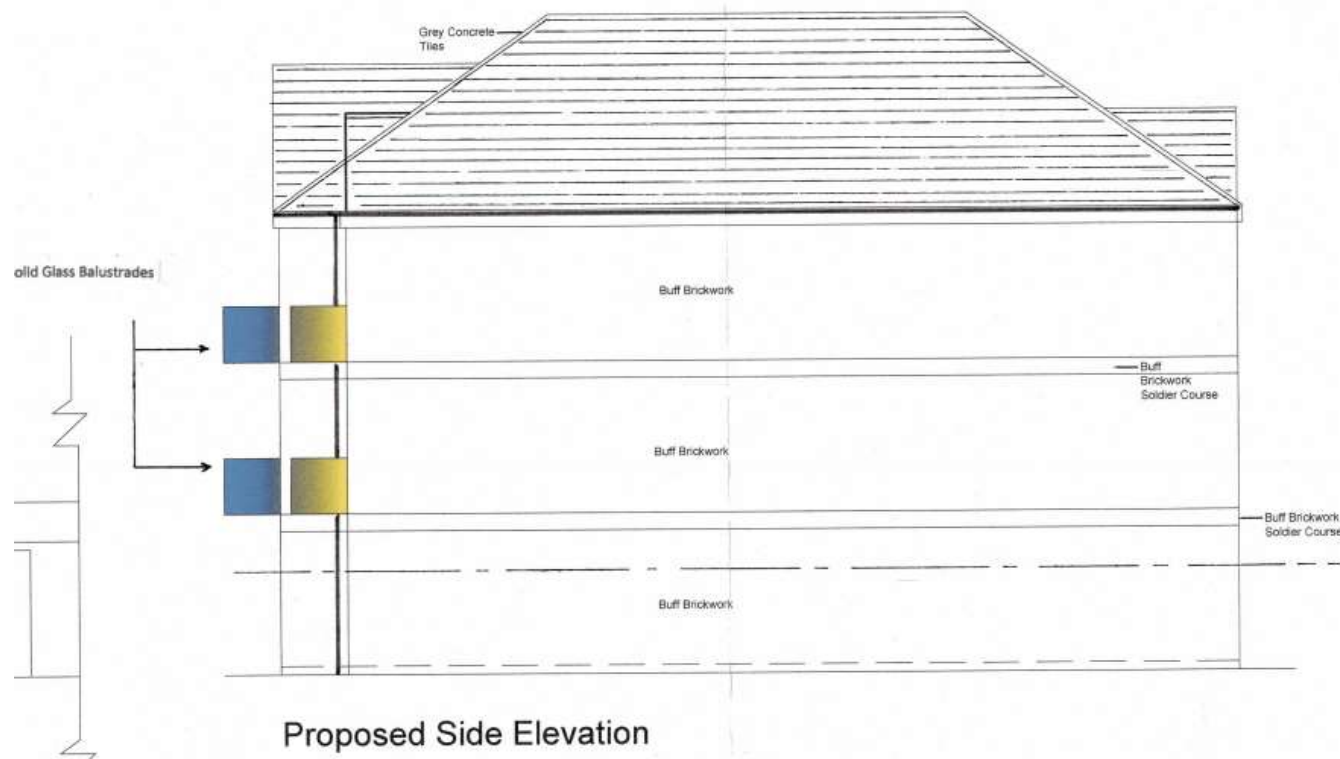 Grey Concrete
Tiles
olid Glass Balustrades
Buff Brickwork
Buff
Brickwork
Soldier Course
Buff Brickwork
Buff Brickwork
Soldier Course
Buff Brickwork
Proposed Side Elevation